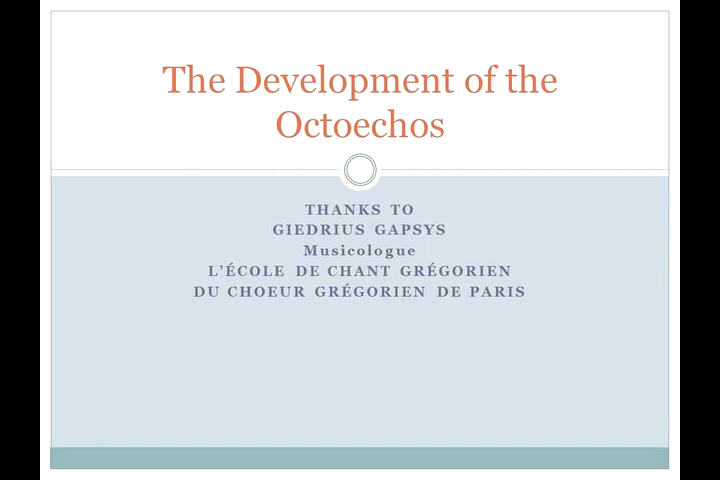 The Development of the
Octoechos
THANKS TO
GIEDRIUS GAPSYS
Musicologue
L’ÉCOLE DE CHANT GRÉGORIEN
DU CHOEUR GRÉGORIEN DE PARIS